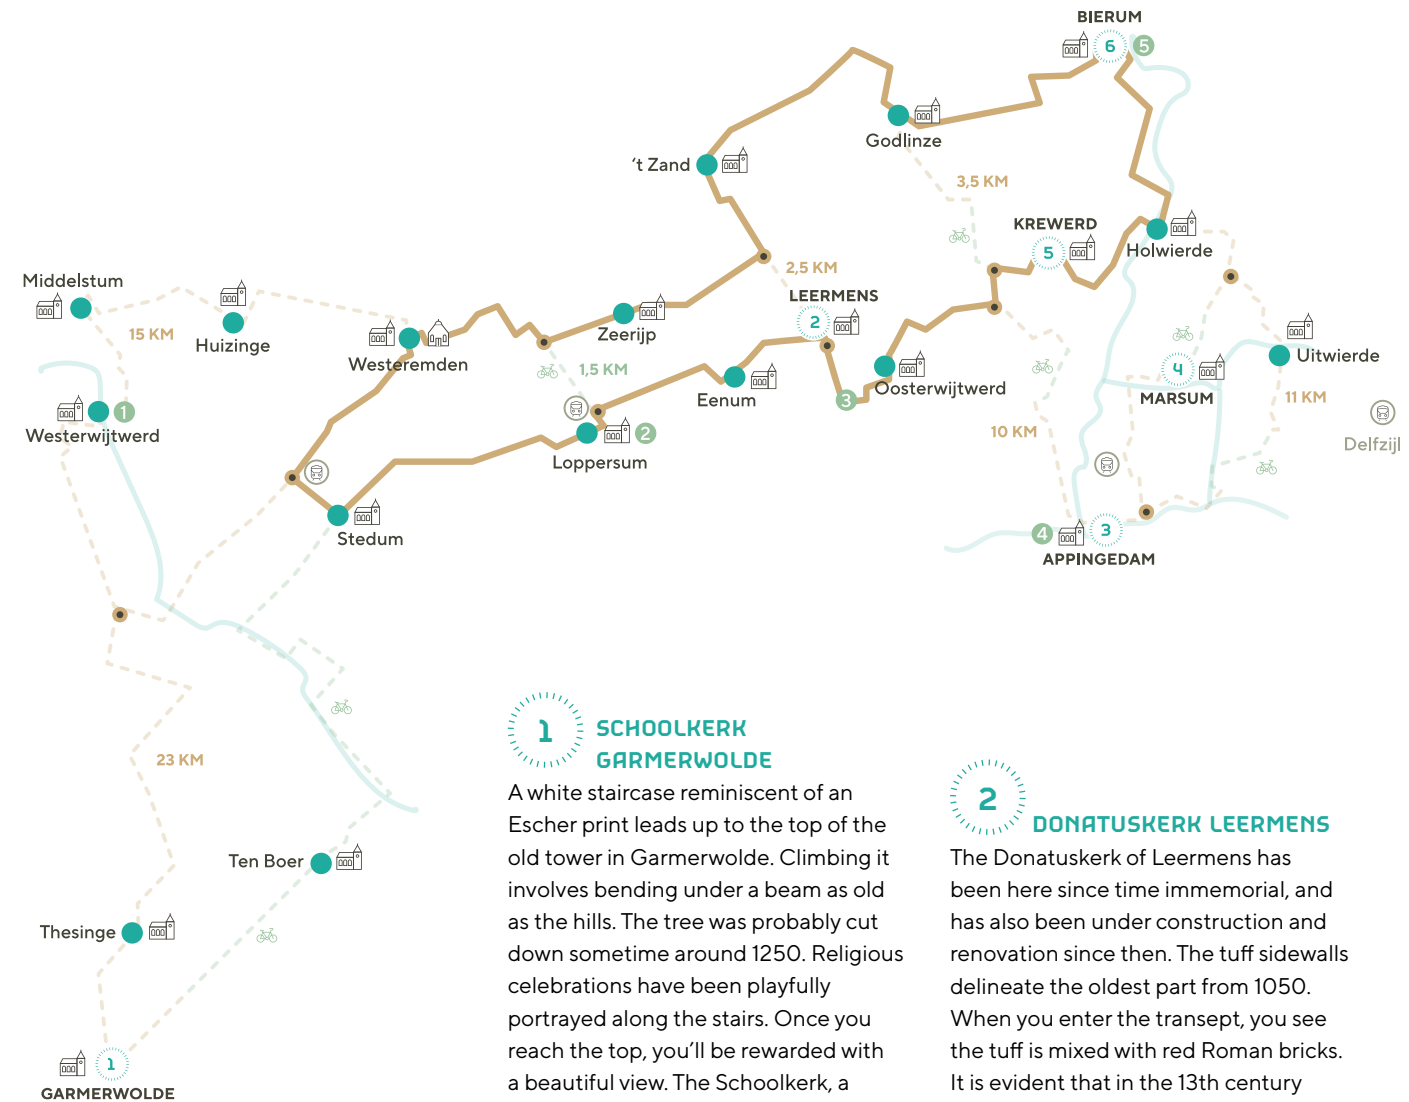 BIERUM
6
5
Godlinze
't Zand
3,5 KM
KREWERD
5
Holwierde
Middelstum
2,5 KM
LEERMENS
2
15 KM
Huizinge
Zeerijp
Westeremden
1,5 KM
Eenum
Oosterwijtwerd
3
4
MARSUM
Uitwierde
11 KM
Delfzijl
1
Westerwijtwerd
2
Loppersum
10 KM
Stedum
4
3
APPINGEDAM
23 KM
Ten Boer
Thesinge
1
GARMERWOLDE
1
SCHOOLKERK
GARMERWOLDE
A white staircase reminiscent of an
Escher print leads up to the top of the
old tower in Garmerwolde. Climbing it
involves bending under a beam as old
as the hills. The tree was probably cut
down sometime around 1250. Religious
celebrations have been playfully
portrayed along the stairs. Once you
reach the top, you'll be rewarded with
a beautiful view. The Schoolkerk, a
2
DONATUSKERK LEERMENS
The Donatuskerk of Leermens has
been here since time immemorial, and
has also been under construction and
renovation since then. The tuff sidewalls
delineate the oldest part from 1050.
When you enter the transept, you see
the tuff is mixed with red Roman bricks.
It is evident that in the 13th century